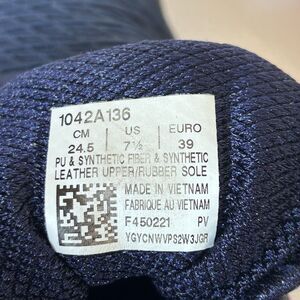 1042A136
CM US EURO
24.5 7½ 39
PU & SYNTHETIC FIBER & SYNTHETIC
LEATHER UPPER/RUBBER SOLE
MADE IN VIETNAM
FABRIQUE AU VIETNAM
F450221 PV
YGYCNWVPS2W3JGR